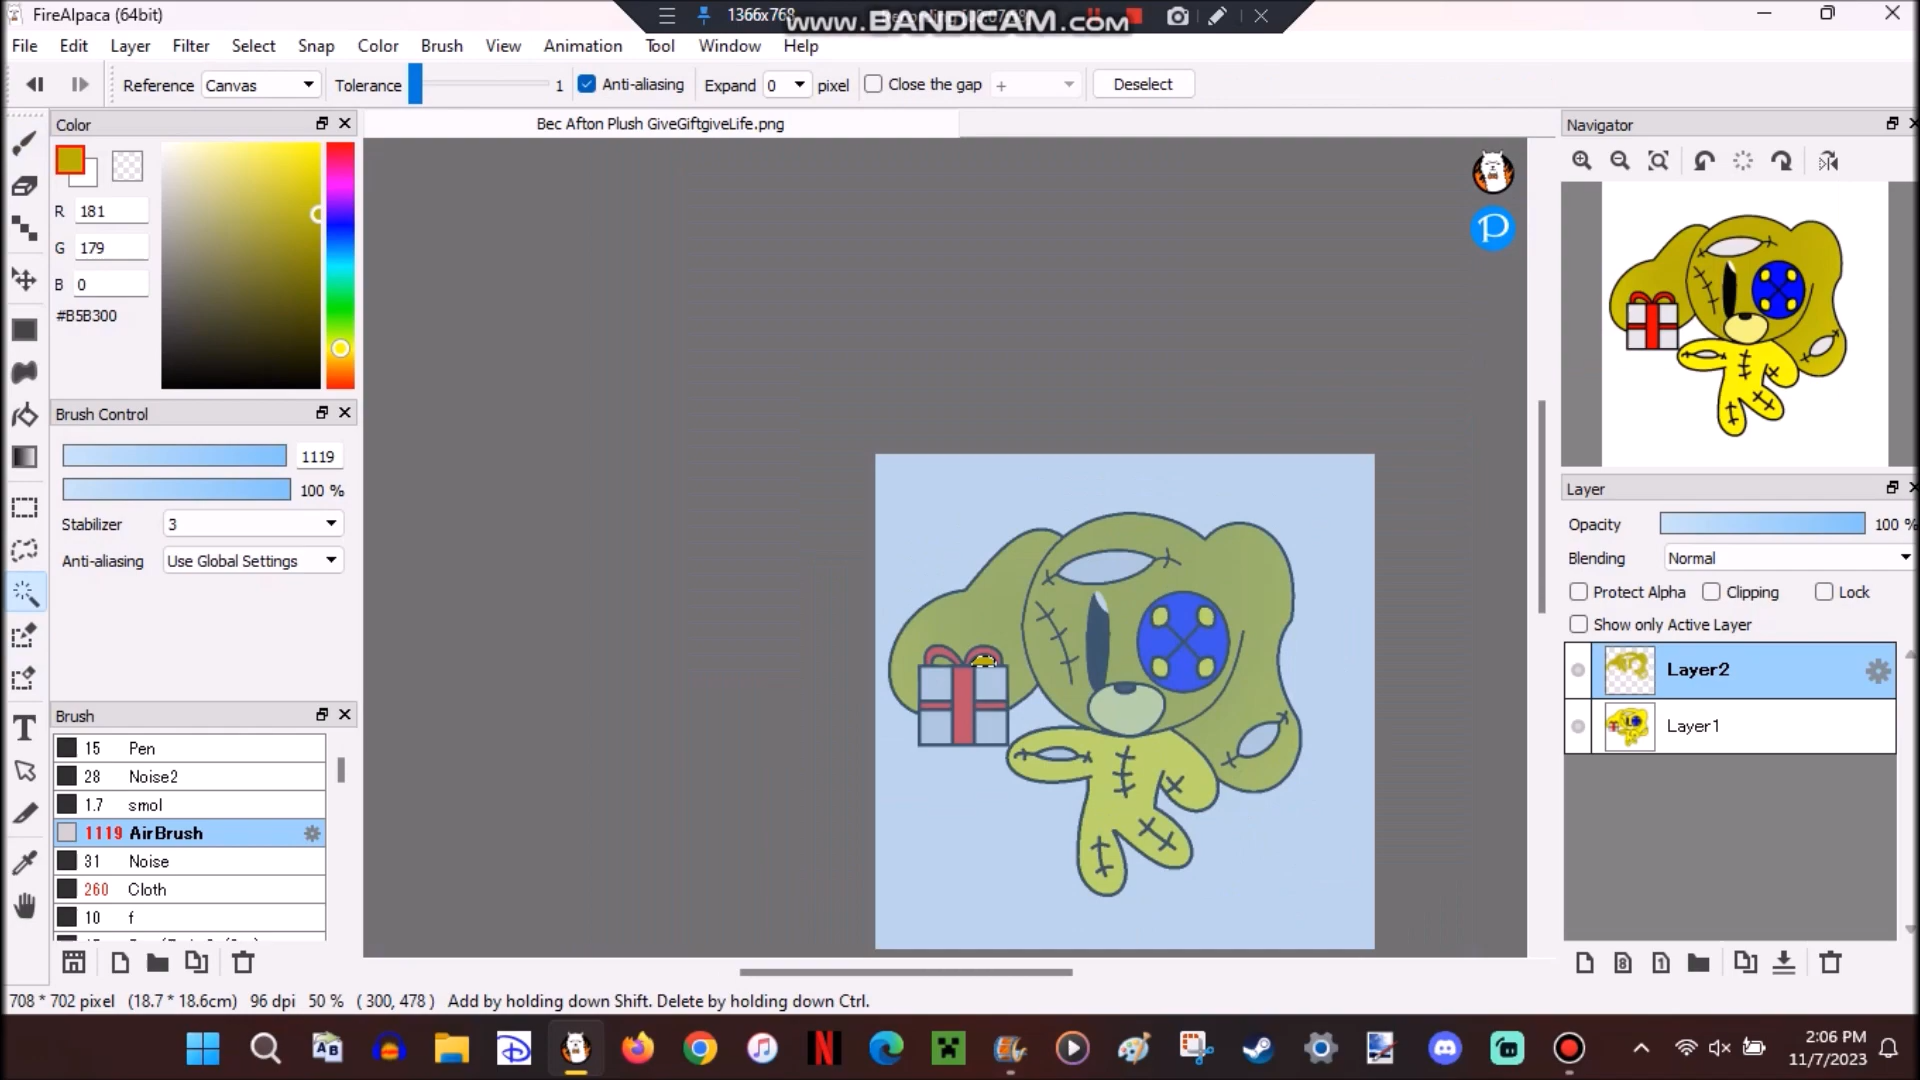 FireAlpaca (64bit)
1366x768
www.BANDICAM.com
File Edit Layer Filter Select Snap Color Brush View Animation Tool Window Help
Reference Canvas Tolerance 1 Anti-aliasing Expand 0 pixel Close the gap + Deselect
Color
Bec Afton Plush GiveGiftgiveLife.png
Navigator
R 181
G 179
B 0
#B5B300
P
Brush Control
1119
100 %
Stabilizer 3
Anti-aliasing Use Global Settings
Layer
Opacity 100 %
Blending Normal
Protect Alpha Clipping Lock
Show only Active Layer
Layer2
Layer1
Brush
15 Pen
28 Noise2
1.7 smol
1119 AirBrush
31 Noise
260 Cloth
10 f
T
8
1
708 * 702 pixel (18.7 * 18.6cm) 96 dpi 50 % ( 300, 478 ) Add by holding down Shift. Delete by holding down Ctrl.
2:06 PM
11/7/2023